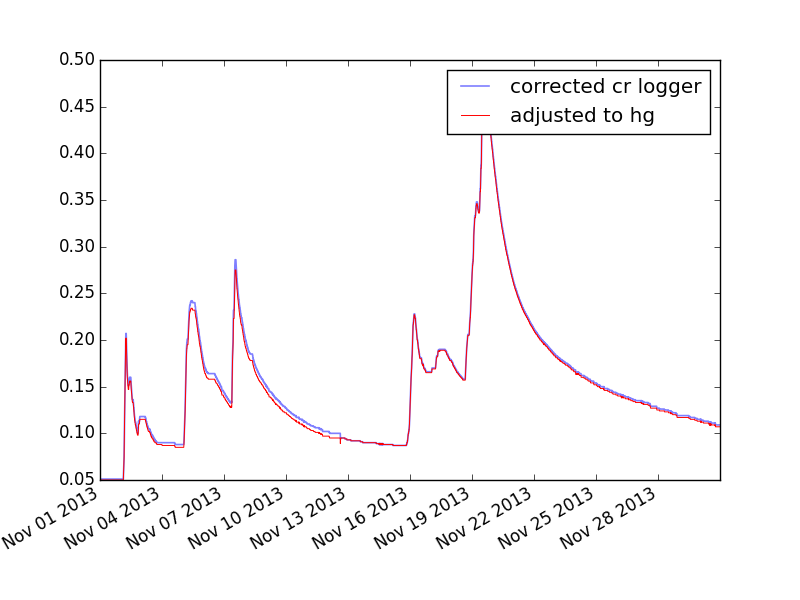 0.50
0.45
0.40
0.35
0.30
0.25
0.20
0.15
0.10
0.05
corrected cr logger
adjusted to hg
Nov 01 2013
Nov 04 2013
Nov 07 2013
Nov 10 2013
Nov 13 2013
Nov 16 2013
Nov 19 2013
Nov 22 2013
Nov 25 2013
Nov 28 2013